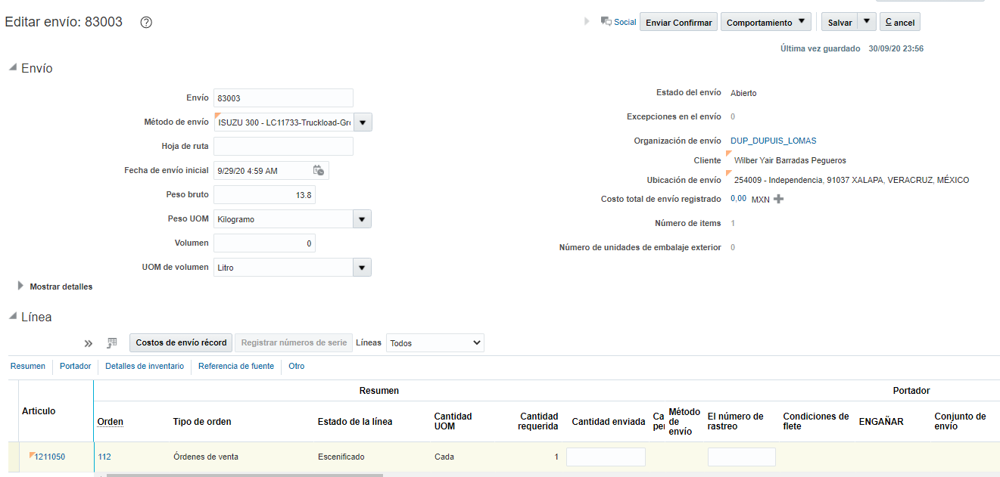 Editar envío: 83003
Social
Enviar Confirmar
Comportamiento
Salvar
C ancel
Última vez guardado 30/09/20 23:56
Envío
Envío 83003
Método de envío ISUZU 300 - LC11733-Truckload-Gr
Hoja de ruta
Fecha de envío inicial 9/29/20 4:59 AM
Peso bruto 13.8
Peso UOM Kilogramo
Volumen 0
UOM de volumen Litro
Mostrar detalles
Estado del envío Abierto
Excepciones en el envío 0
Organización de envío DUP_DUPUIS_LOMAS
Cliente Wilber Yair Barradas Pegueros
Ubicación de envío 254009 - Independencia, 91037 XALAPA, VERACRUZ, MÉXICO
Costo total de envío registrado 0,00 MXN
Número de items 1
Número de unidades de embalaje exterior 0
Línea
Costos de envío récord Registrar números de serie Líneas Todos
Resumen Portador Detalles de inventario Referencia de fuente Otro
Resumen Portador
Articulo
Orden
Tipo de orden
Estado de la línea
Cantidad
UOM
Cantidad
requerida
Cantidad enviada
Ca
per
Método
de
envío
El número de
rastreo
Condiciones de
flete
ENGAÑAR
Conjunto de
envío
1211050 112 Órdenes de venta Escenificado Cada 1